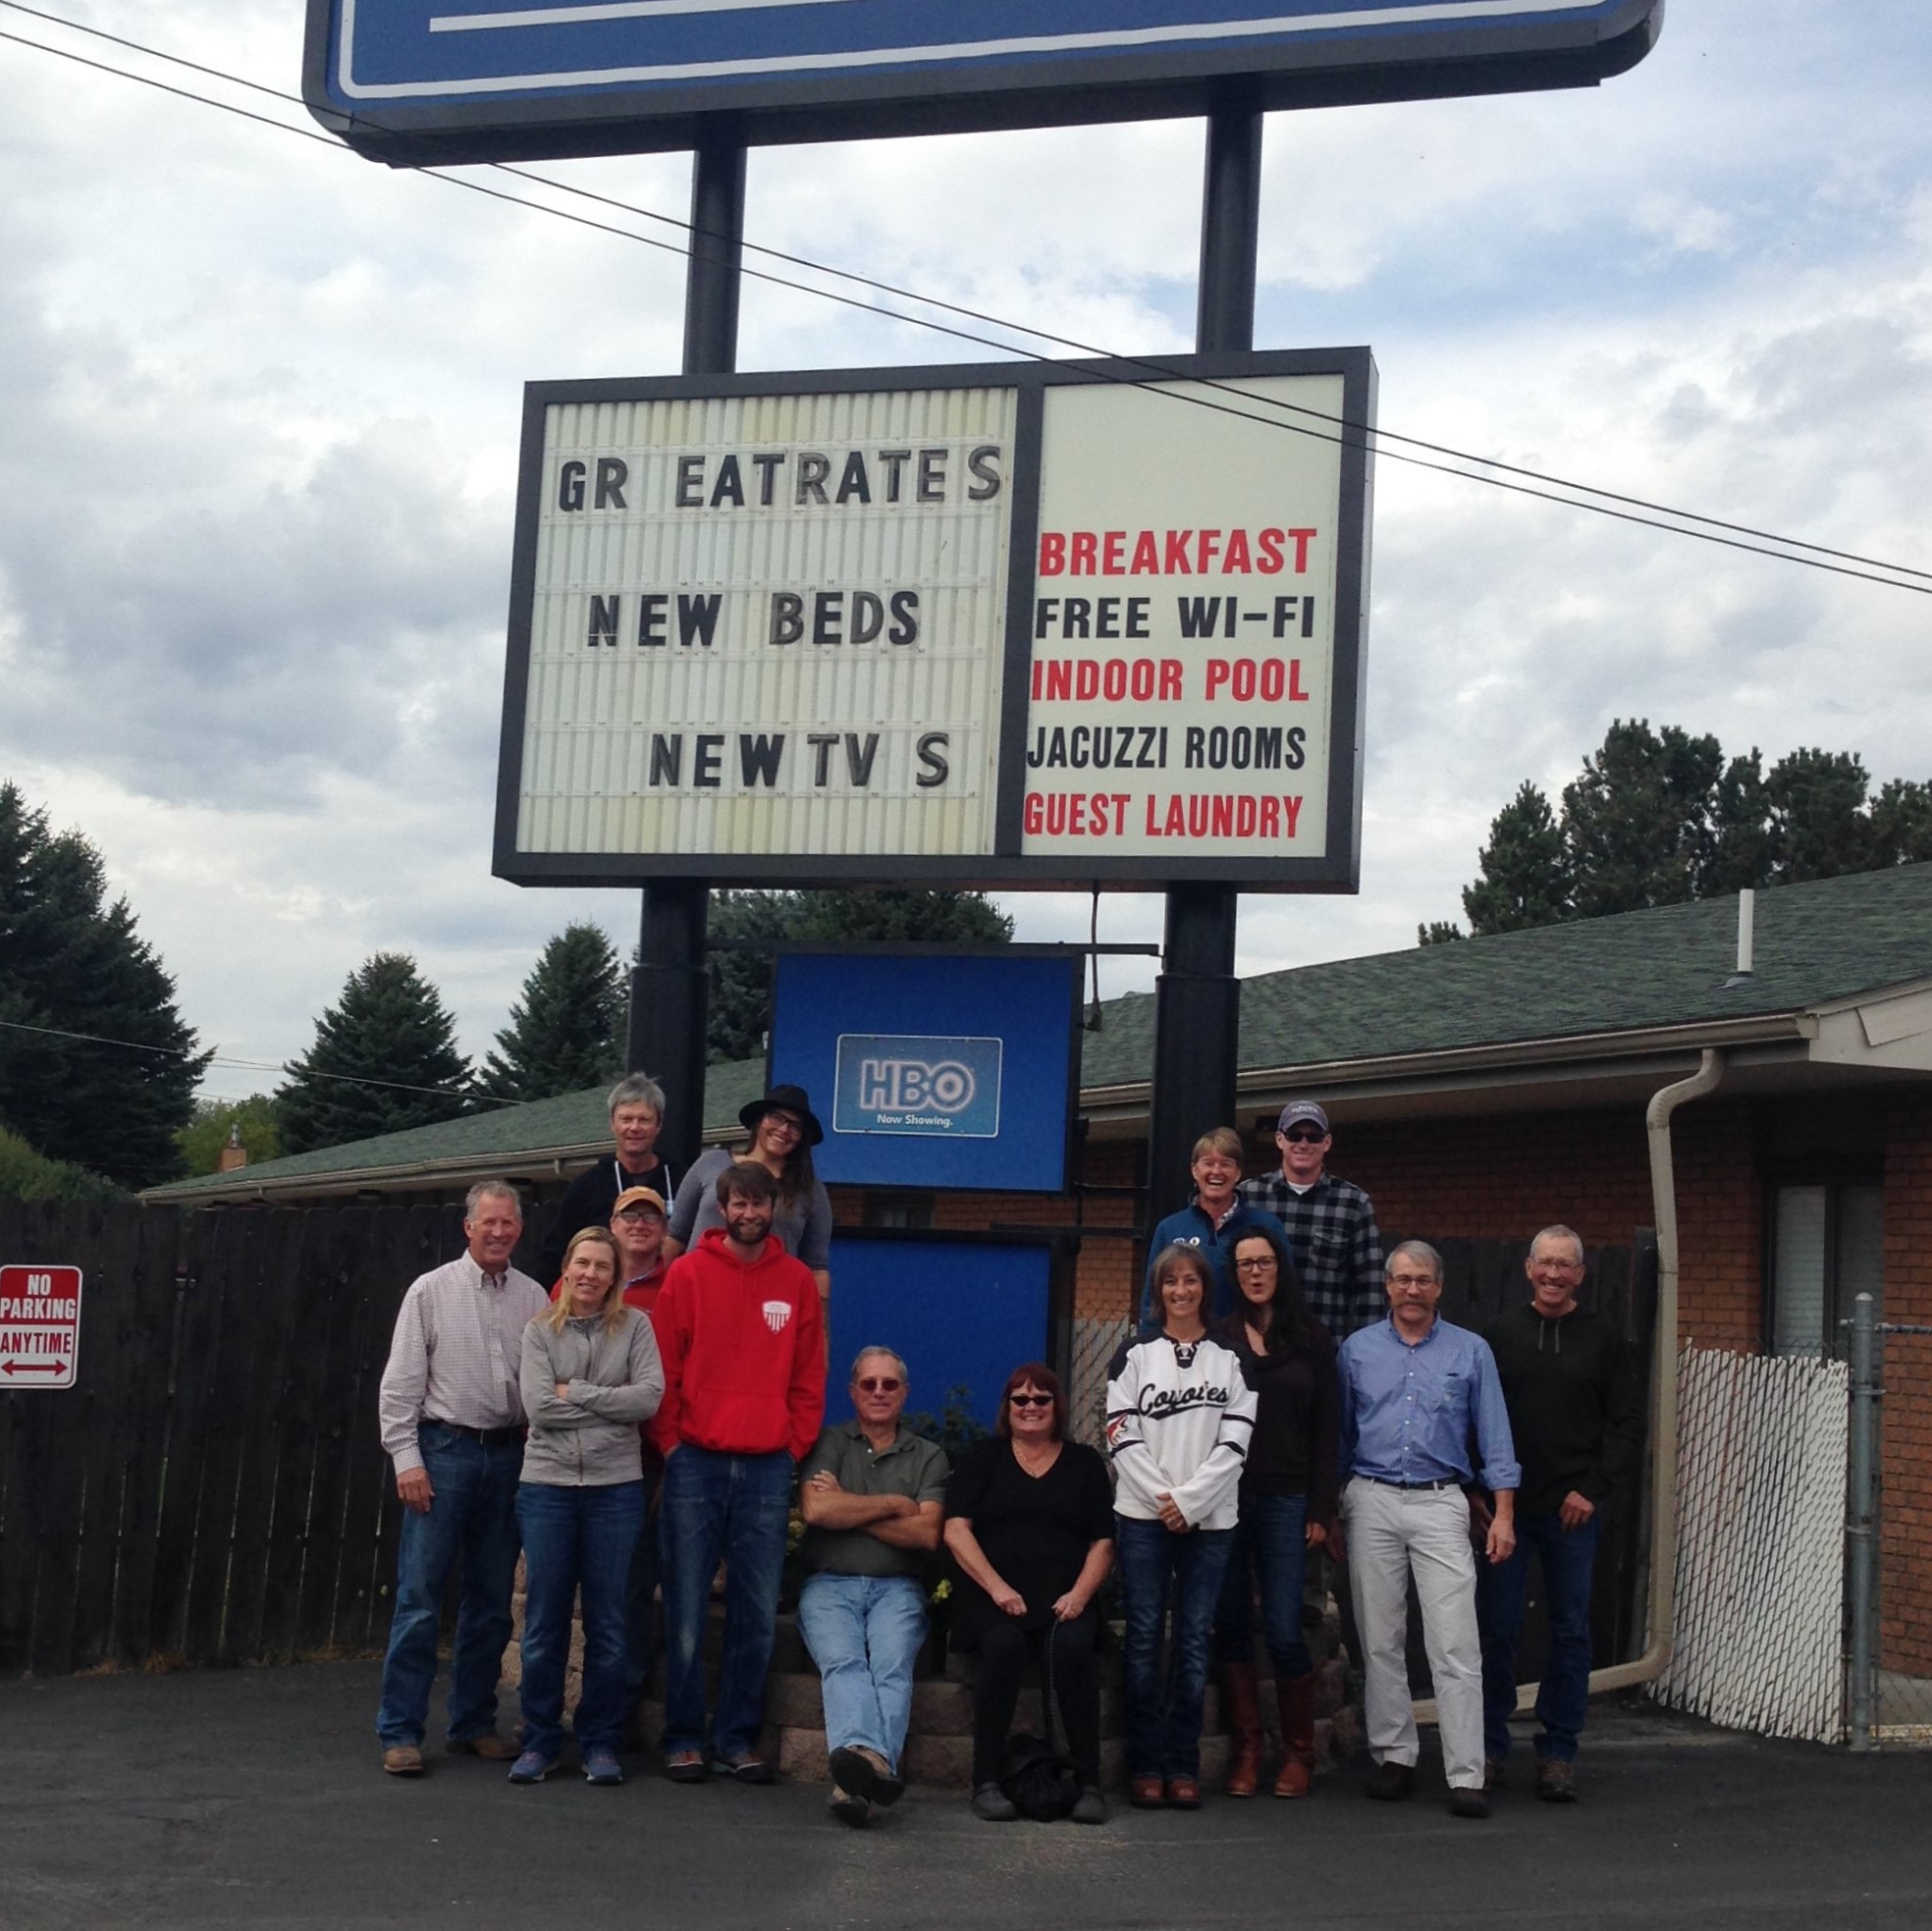 GR EATRATES
NEW BEDS
NEWTV S
BREAKFAST
FREE WI-FI
INDOOR POOL
JACUZZI ROOMS
GUEST LAUNDRY
HBO
Now Showing.
NO
PARKING
ANYTIME
Coyotes